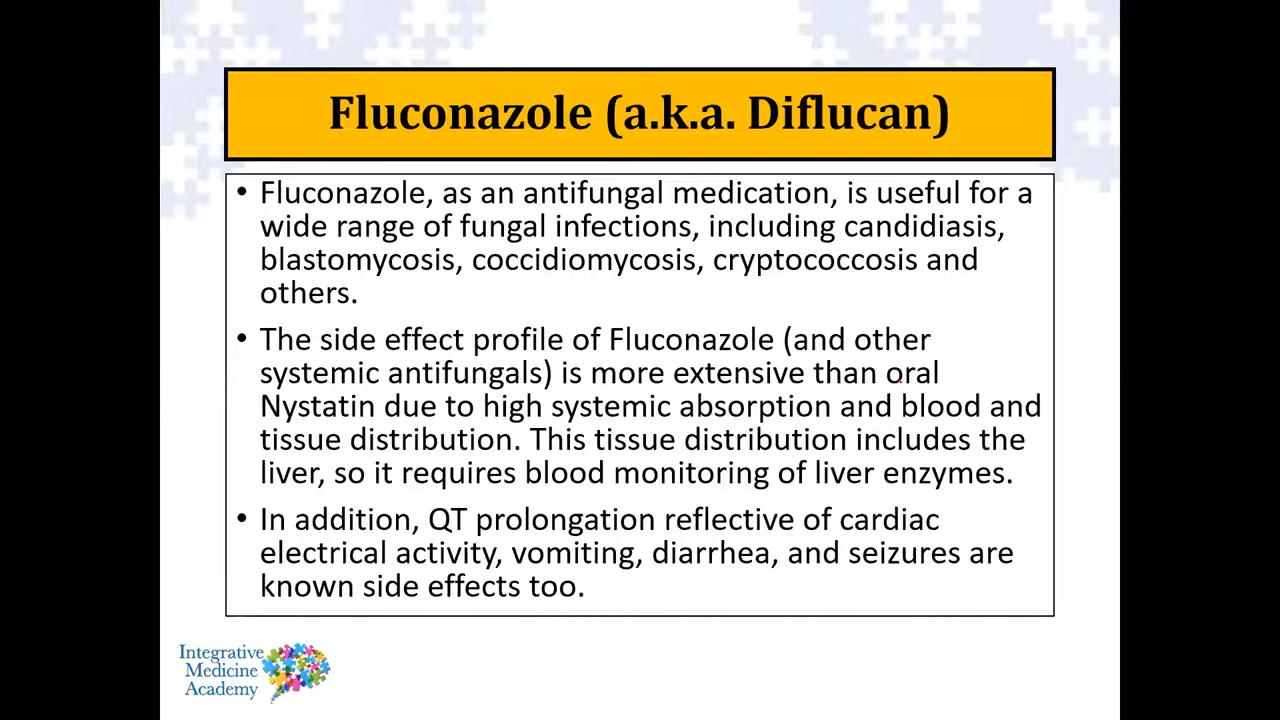 Fluconazole (a.k.a. Diflucan)
• Fluconazole, as an antifungal medication, is useful for a
wide range of fungal infections, including candidiasis,
blastomycosis, coccidiomycosis, cryptococcosis and
others.
• The side effect profile of Fluconazole (and other
systemic antifungals) is more extensive than oral
Nystatin due to high systemic absorption and blood and
tissue distribution. This tissue distribution includes the
liver, so it requires blood monitoring of liver enzymes.
• In addition, QT prolongation reflective of cardiac
electrical activity, vomiting, diarrhea, and seizures are
known side effects too.
Integrative
Medicine
Academy